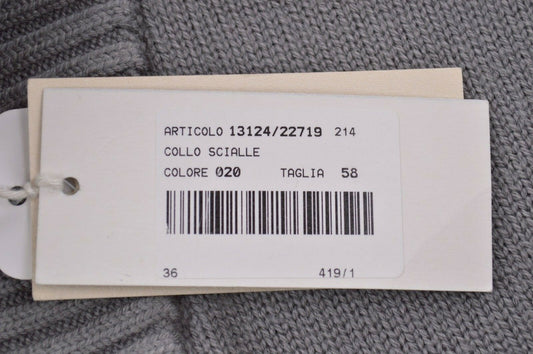 ARTICOLO 13124/22719 214
COLLO SCIALLE
COLORE 020 TAGLIA 58
36 419/1